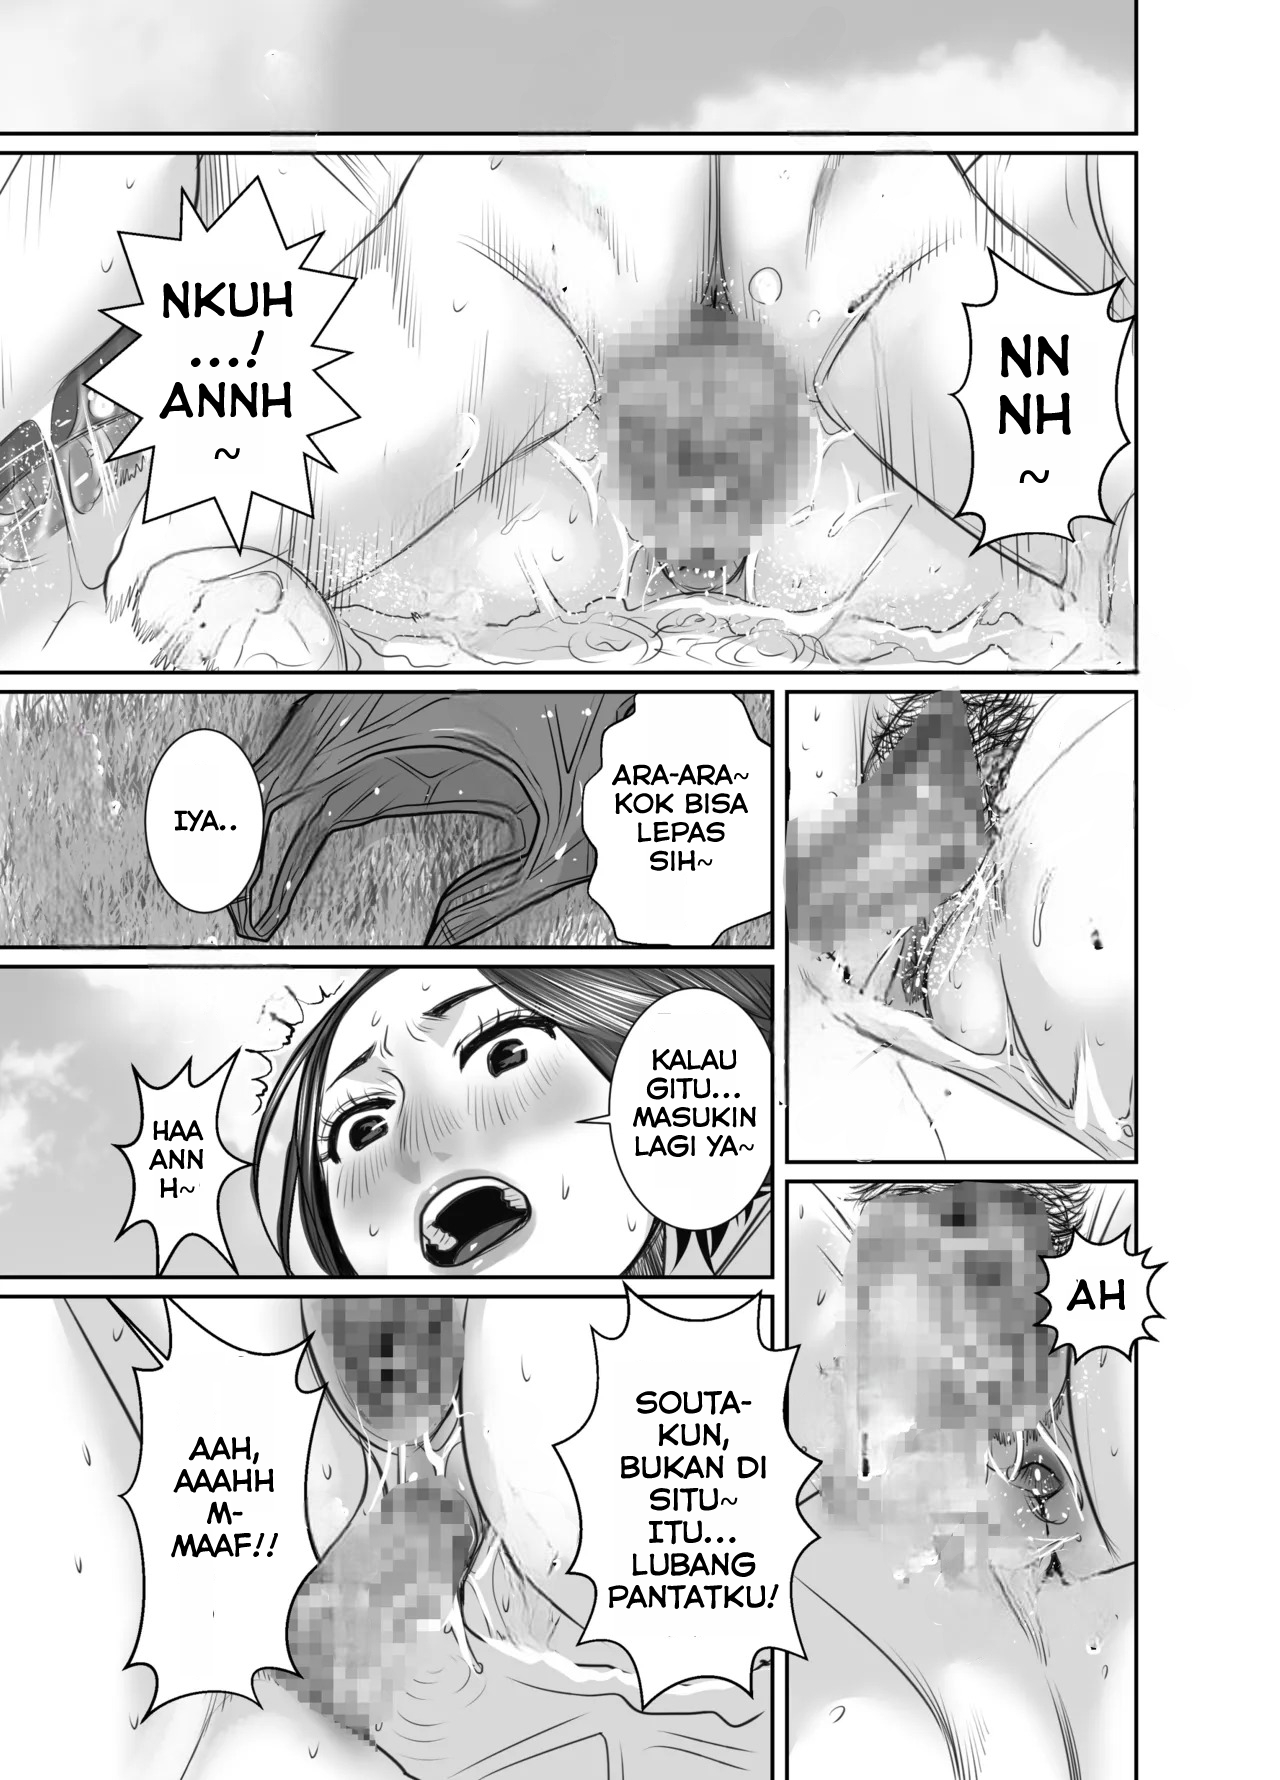 NN
NH
~
NKUH
...!
ANNH
~
ARA-ARA~
KOK BISA
LEPAS
SIH~
IYA..
KALAU
GITU...
MASUKIN
LAGI YA~
HAA
ANN
H~
AH
SOUTA-
KUN,
BUKAN DI
SITU~
ITU...
LUBANG
PANTATKU!
AAH,
AAAHH
M-
MAAF!!